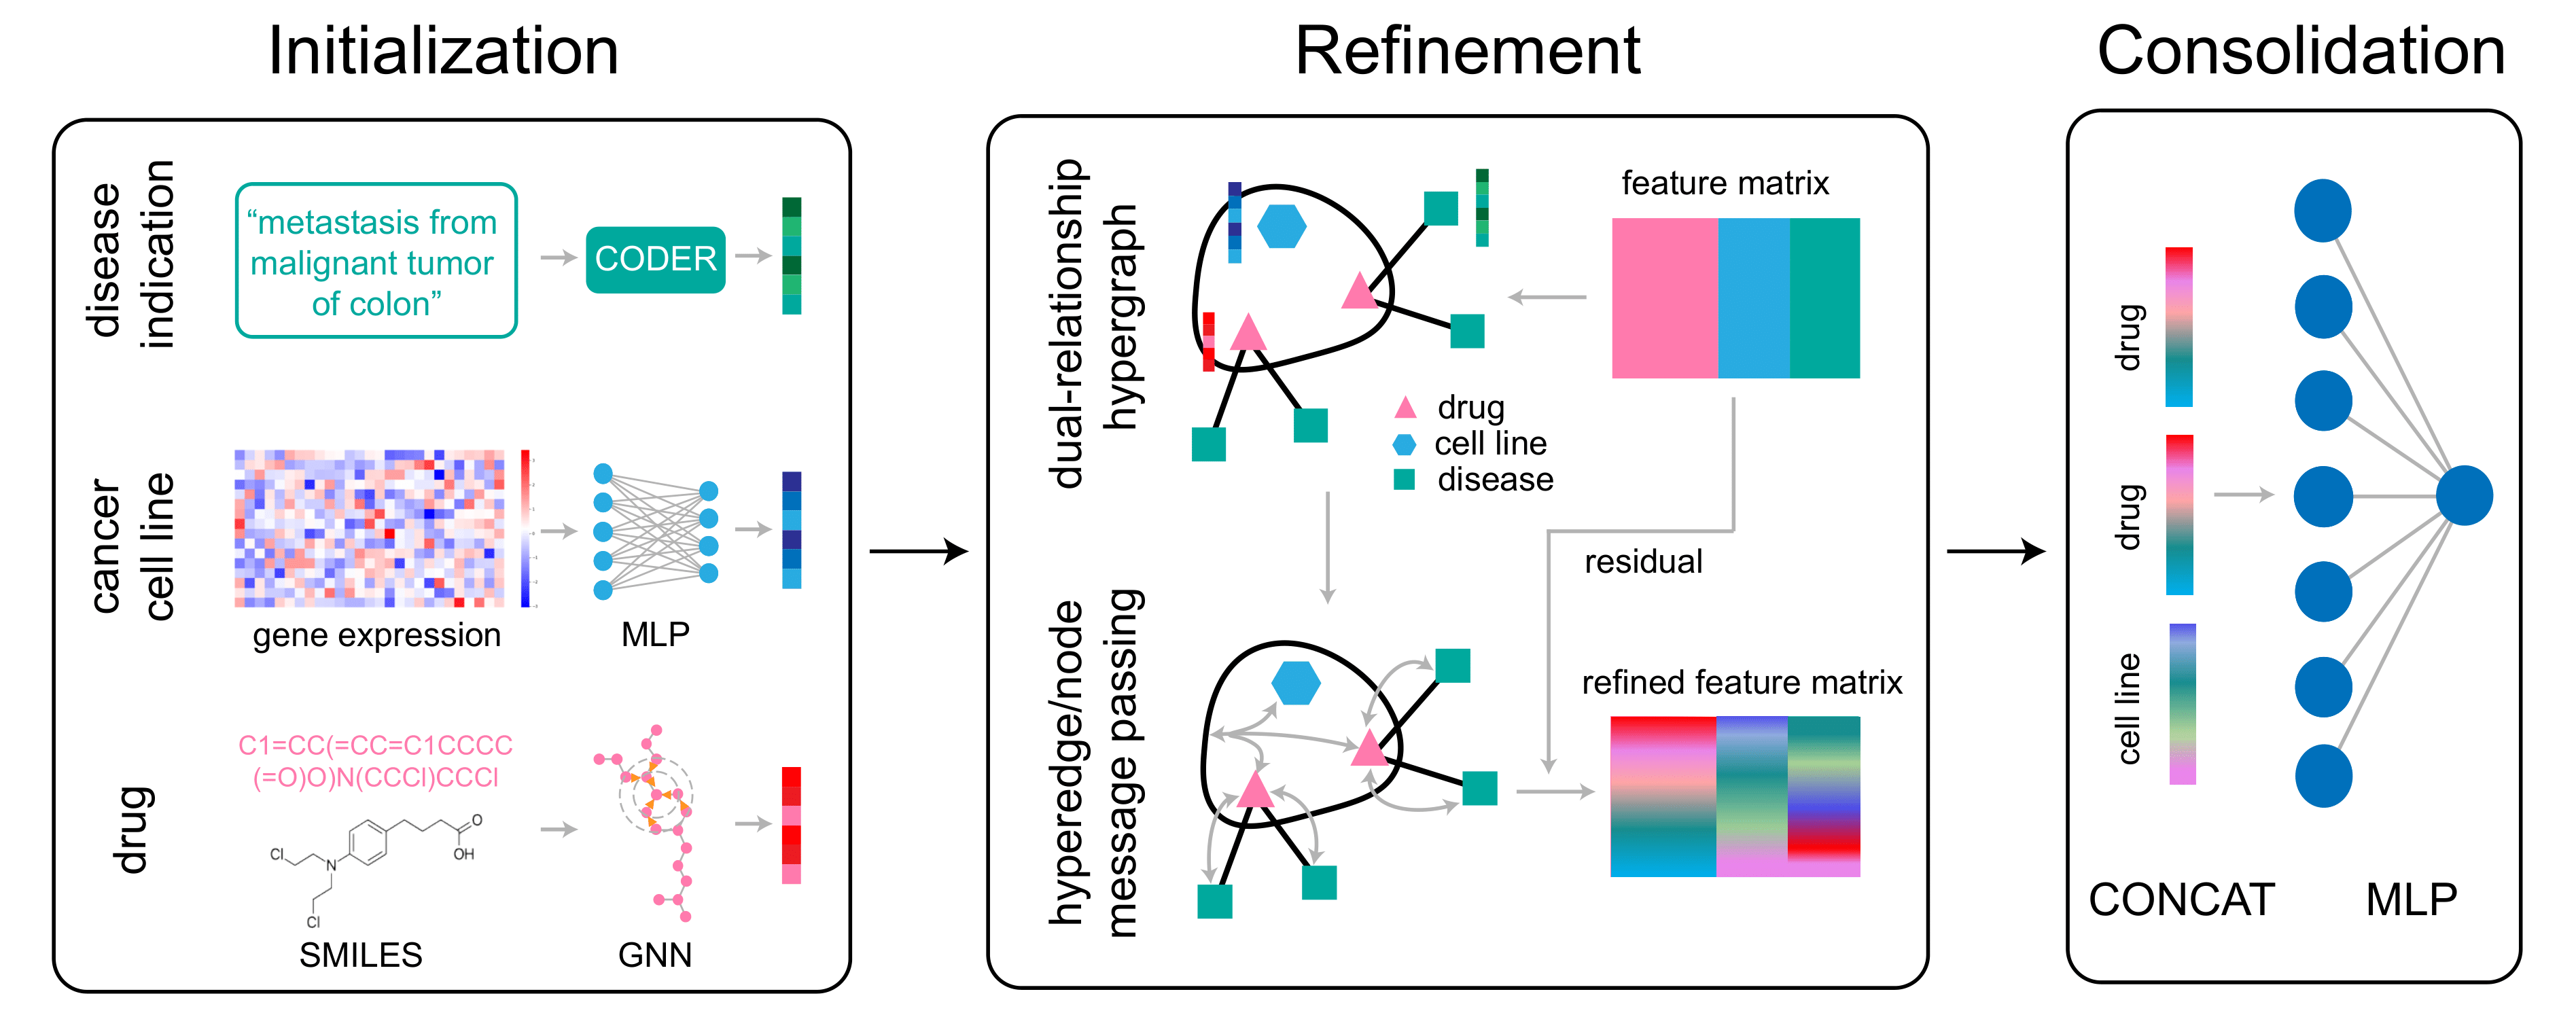 Initialization
disease
indication
“metastasis from
malignant tumor
of colon”
CODER
cancer
cell line
gene expression
MLP
drug
C1=CC(=CC=C1CCCC
(=O)O)N(CCCl)CCCl
O
OH
Cl
N
Cl
SMILES
GNN
Refinement
dual-relationship
hypergraph
feature matrix
drug
cell line
disease
residual
hyperedge/node
message passing
refined feature matrix
Consolidation
drug
drug
cell line
CONCAT
MLP